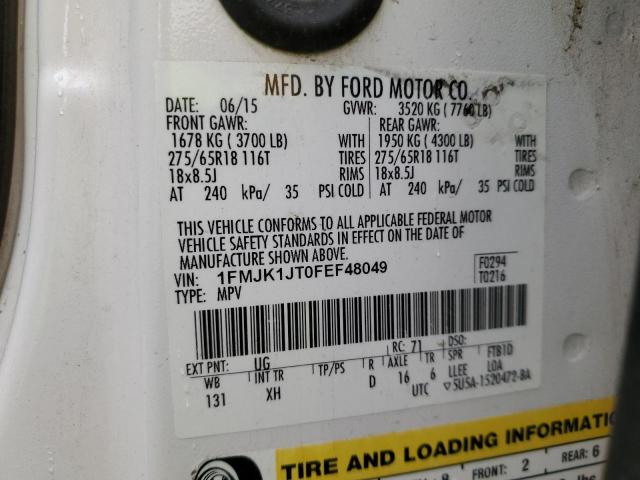 MFD. BY FORD MOTOR CO.
DATE: 06/15 GVWR: 3520 KG ( 7760 LB)
FRONT GAWR: REAR GAWR:
1678 KG ( 3700 LB) WITH 1950 KG ( 4300 LB) WITH
275/65R18 116T TIRES 275/65R18 116T TIRES
18x8.5J RIMS 18x8.5J RIMS
AT 240 kPa/ 35 PSI COLD AT 240 kPa/ 35 PSI COLD
THIS VEHICLE CONFORMS TO ALL APPLICABLE FEDERAL MOTOR
VEHICLE SAFETY STANDARDS IN EFFECT ON THE DATE OF
MANUFACTURE SHOWN ABOVE.
VIN: 1FMJK1JT0FEF48049 F0294
TYPE: MPV T0216
RC: 71 DSO:
EXT PNT: UG FTB10
WB INT TR TP/PS R AXLE TR SPR LOA
131 XH D 16 6 LLEE
UTC 5U5A-1520472-BA
TIRE AND LOADING INFORMATION
FRONT: 2 REAR: 6
lbs